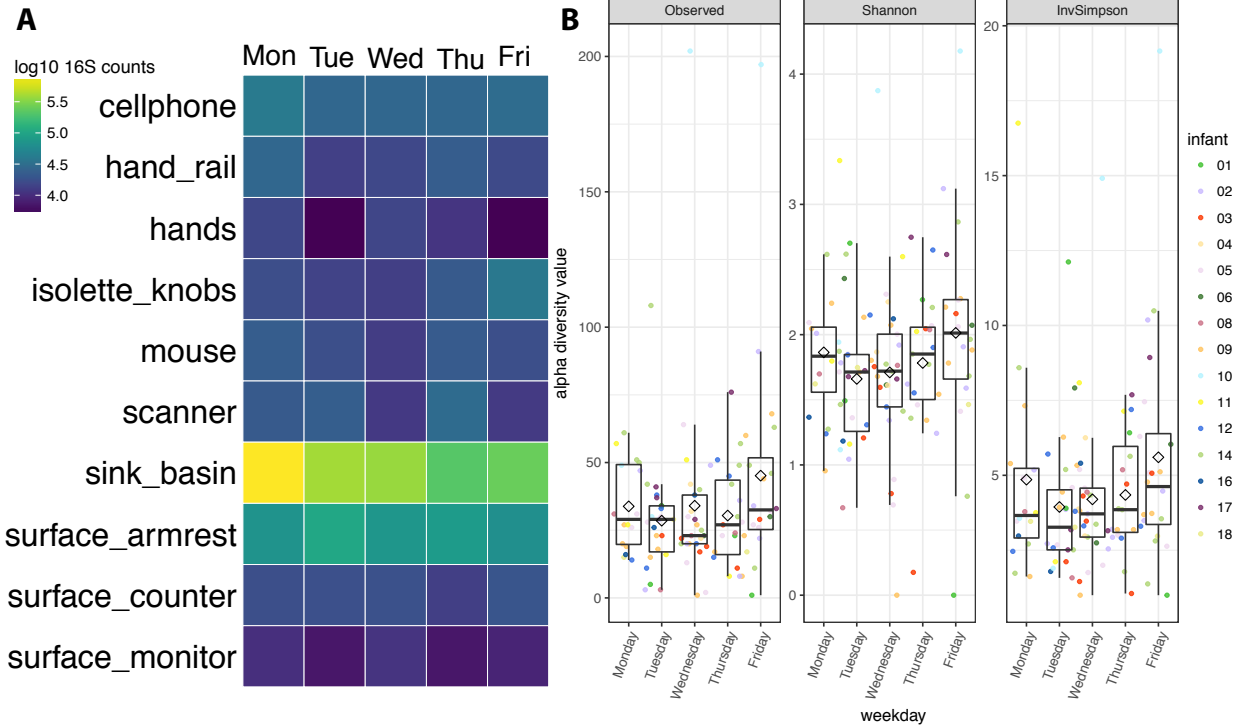 A
log10 16S counts
5.5
5.0
4.5
4.0
Mon Tue Wed Thu Fri
cellphone
hand_rail
hands
isolette_knobs
mouse
scanner
sink_basin
surface_armrest
surface_counter
surface_monitor
B
Observed
Shannon
InvSimpson
alpha diversity value
200
150
100
50
0
4
3
2
1
0
20
15
10
5
Monday
Tuesday
Wednesday
Thursday
Friday
Monday
Tuesday
Wednesday
Thursday
Friday
Monday
Tuesday
Wednesday
Thursday
Friday
weekday
infant
01
02
03
04
05
06
08
09
10
11
12
14
16
17
18